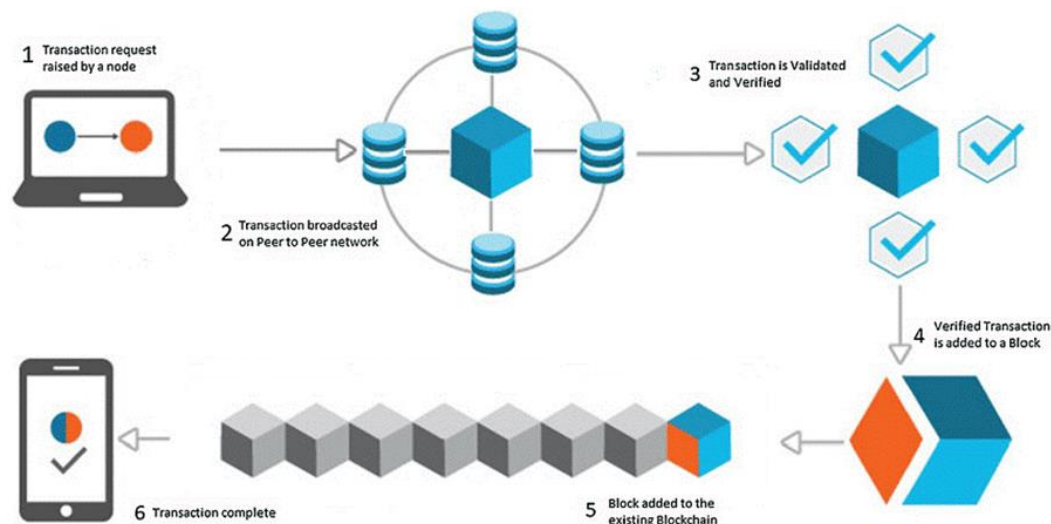 1 Transaction request
raised by a node
2 Transaction broadcasted
on Peer to Peer network
3 Transaction is Validated
and Verified
4 Verified Transaction
is added to a Block
5 Block added to the
existing Blockchain
6 Transaction complete